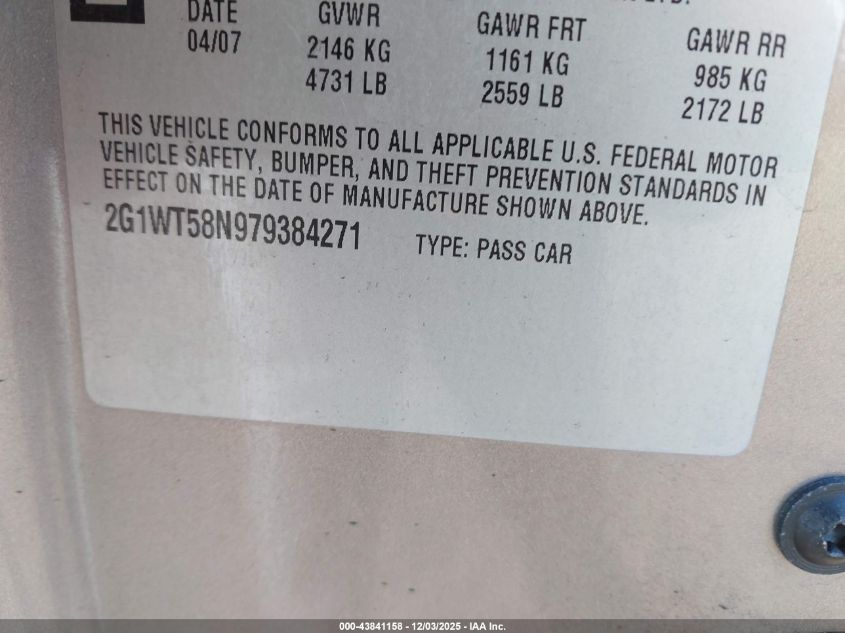 LTD.
DATE GVWR GAWR FRT GAWR RR
04/07 2146 KG 1161 KG 985 KG
4731 LB 2559 LB 2172 LB
THIS VEHICLE CONFORMS TO ALL APPLICABLE U.S. FEDERAL MOTOR
VEHICLE SAFETY, BUMPER, AND THEFT PREVENTION STANDARDS IN
EFFECT ON THE DATE OF MANUFACTURE SHOWN ABOVE.
2G1WT58N979384271 TYPE: PASS CAR
000-43841158 - 12/03/2025 - IAA Inc.